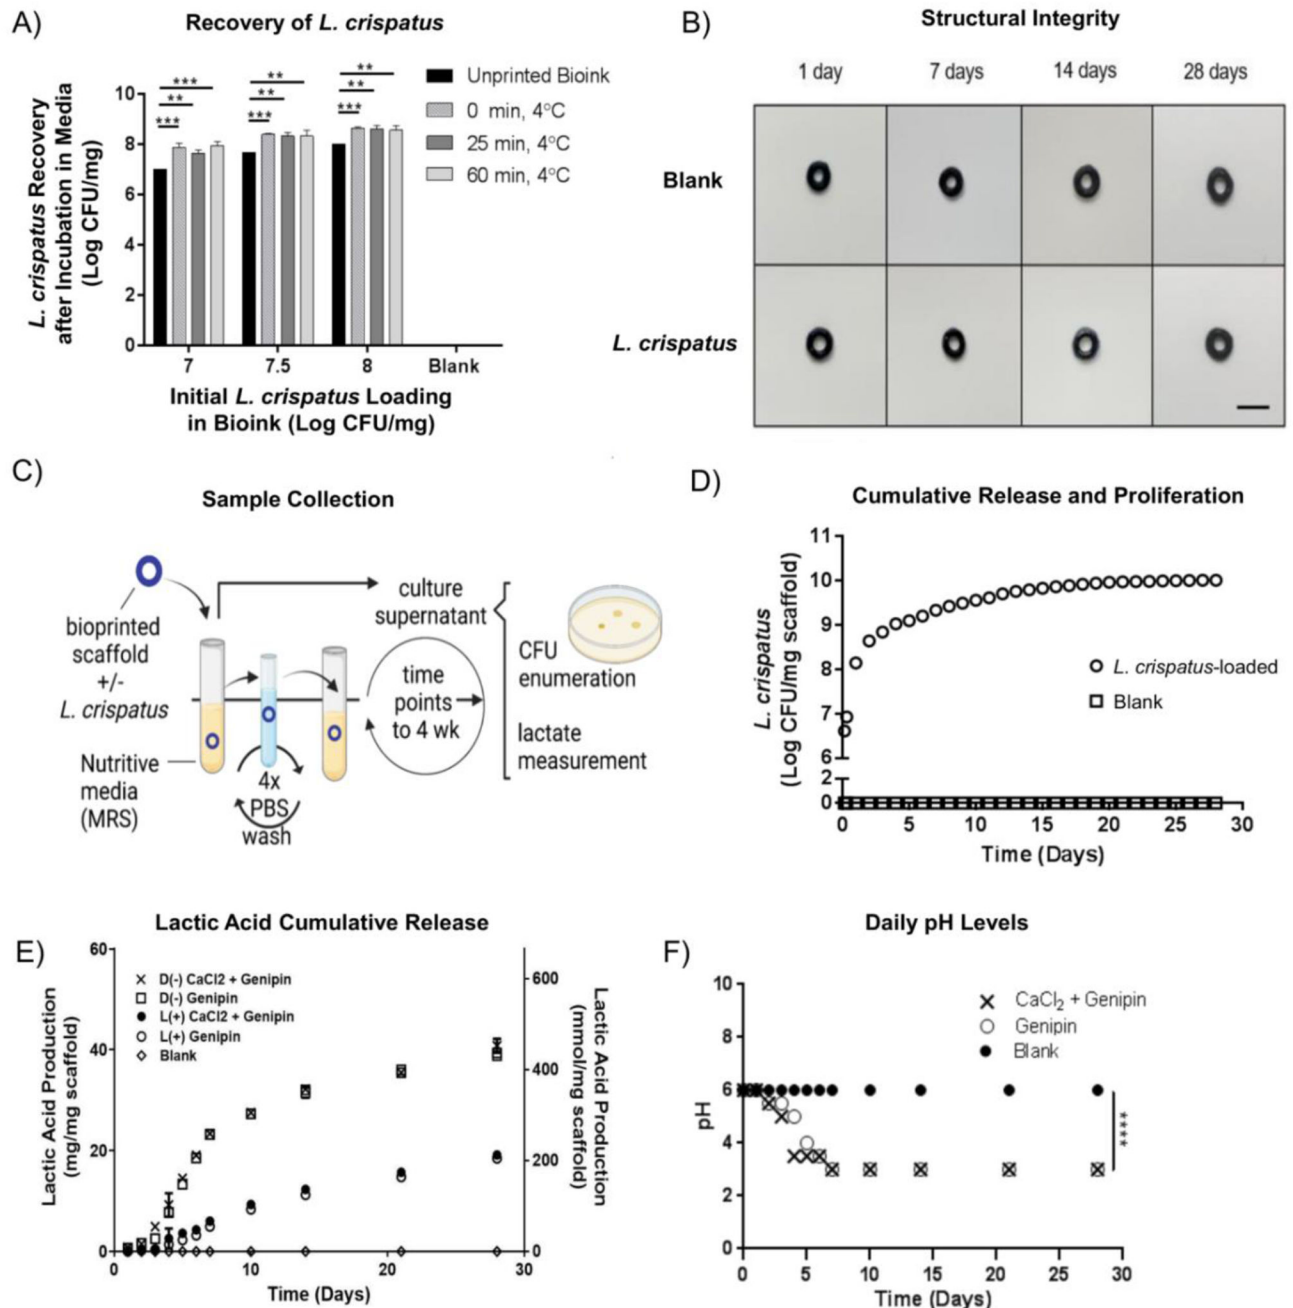 A)
Recovery of L. crispatus
L. crispatus Recovery
after Incubation in Media
(Log CFU/mg)
10
8
6
4
2
0
***
**
***
***
**
**
***
**
**
7
7.5
8
Blank
Initial L. crispatus Loading
in Bioink (Log CFU/mg)
Unprinted Bioink
0 min, 4°C
25 min, 4°C
60 min, 4°C
B)
Structural Integrity
1 day
7 days
14 days
28 days
Blank
L. crispatus
C)
Sample Collection
bioprinted
scaffold
+/-
L. crispatus
Nutritive
media
(MRS)
4x
PBS
wash
culture
supernatant
time
points
to 4 wk
CFU
enumeration
lactate
measurement
D)
Cumulative Release and Proliferation
L. crispatus
(Log CFU/mg scaffold)
11
10
9
8
7
6
2
0
0
5
10
15
20
25
30
Time (Days)
L. crispatus-loaded
Blank
E)
Lactic Acid Cumulative Release
Lactic Acid Production
(mg/mg scaffold)
60
40
20
0
D(-) CaCl2 + Genipin
D(-) Genipin
L(+) CaCl2 + Genipin
L(+) Genipin
Blank
600
400
200
0
Lactic Acid Production
(mmol/mg scaffold)
0
10
20
30
Time (Days)
F)
Daily pH Levels
pH
10
8
6
4
2
0
CaCl₂ + Genipin
Genipin
Blank
****
0
5
10
15
20
25
30
Time (Days)